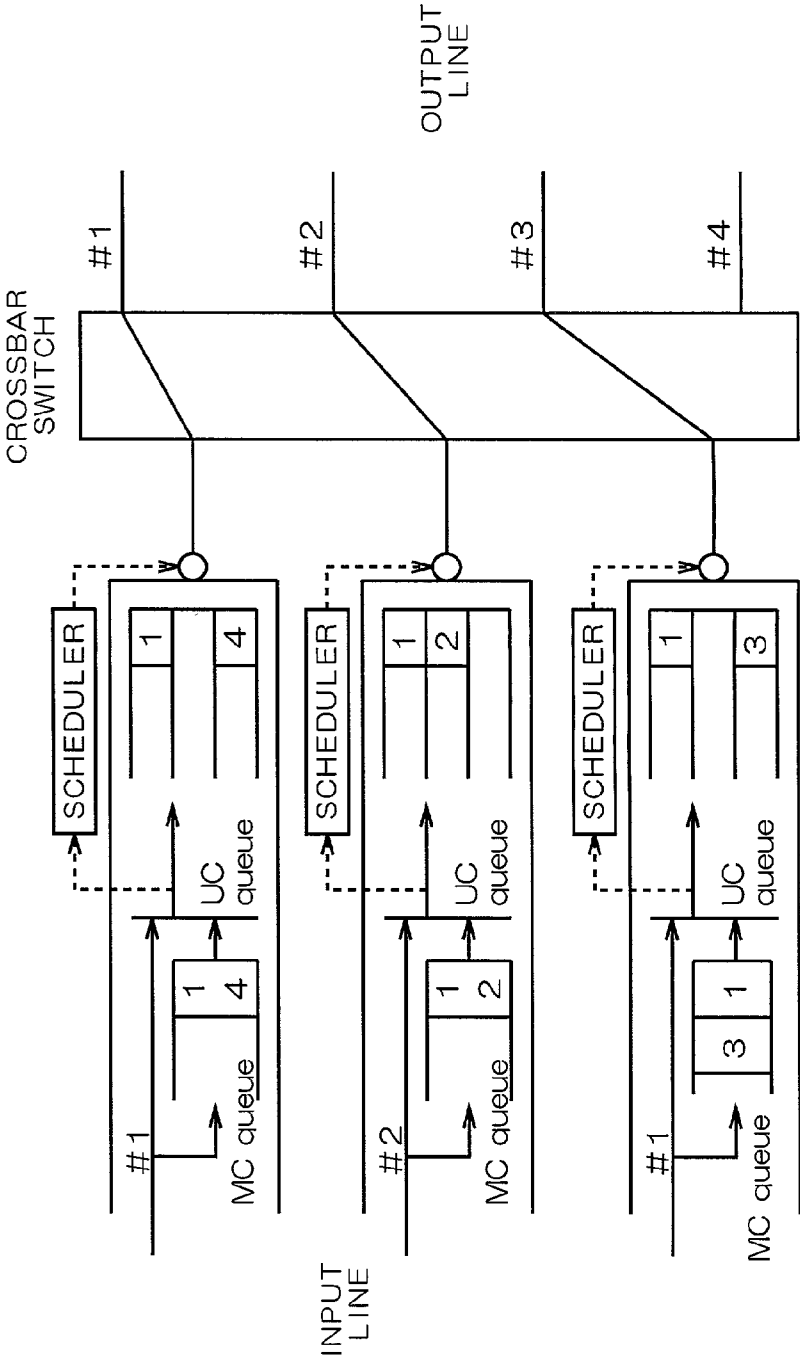 CROSSBAR
SWITCH
SCHEDULER
#1
#1
1
4
UC
queue
1
4
MC queue
SCHEDULER
#2
#2
1
2
UC
queue
1
2
MC queue
INPUT
LINE
OUTPUT
LINE
SCHEDULER
#1
#3
3
1
UC
queue
1
3
MC queue
#4